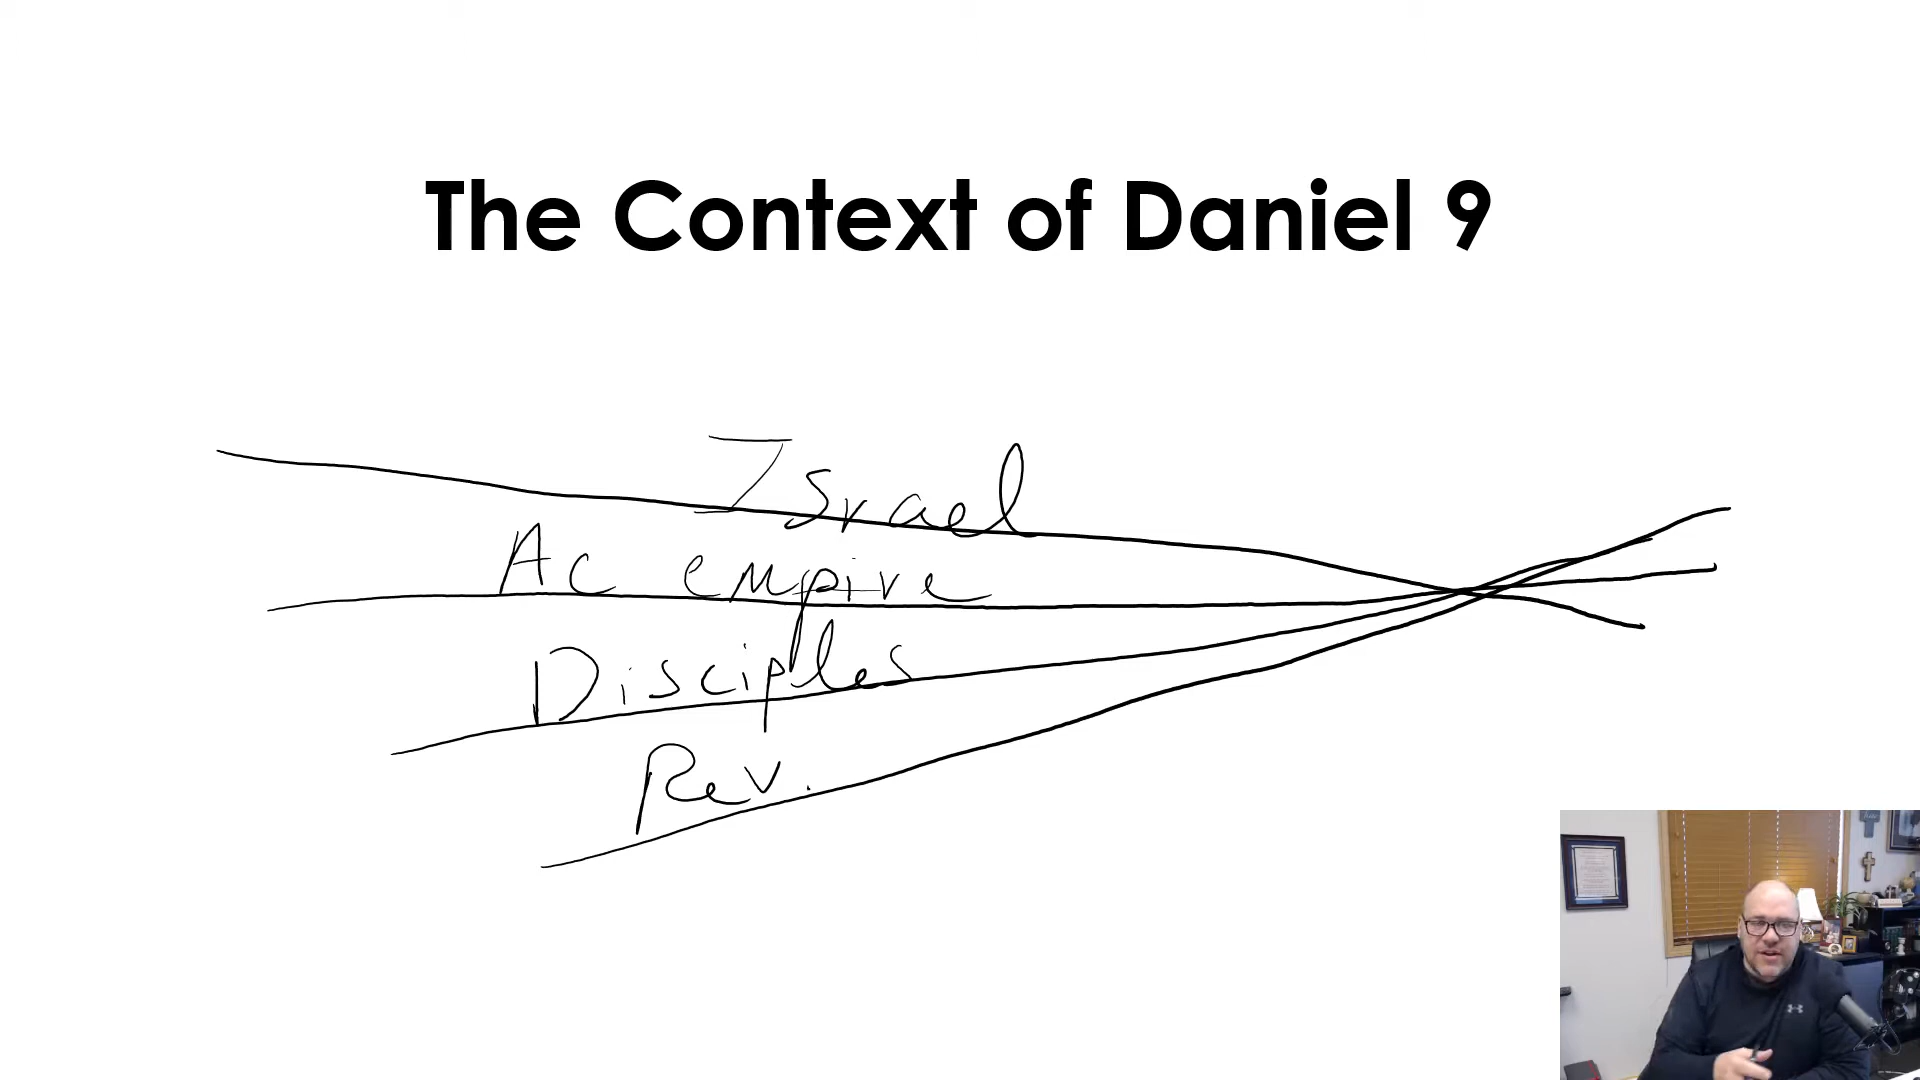 The Context of Daniel 9
Israel
Ac empire
Disciples
Rev.